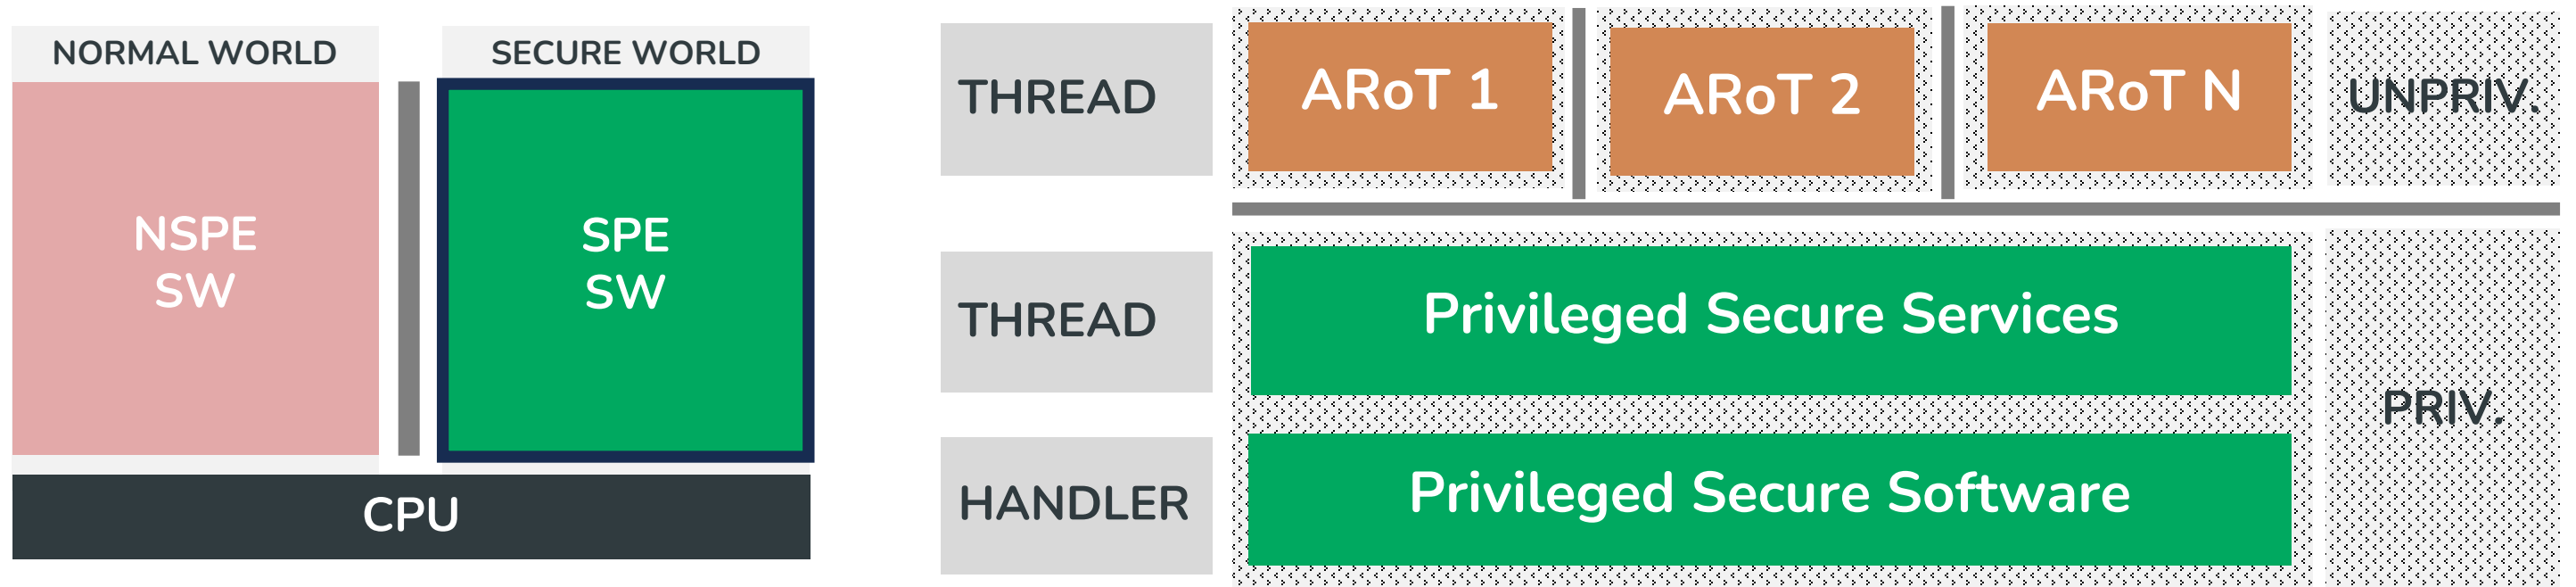 NORMAL WORLD
SECURE WORLD
NSPE
SW
SPE
SW
CPU
THREAD
ARoT 1
ARoT 2
ARoT N
UNPRIV.
THREAD
Privileged Secure Services
PRIV.
HANDLER
Privileged Secure Software